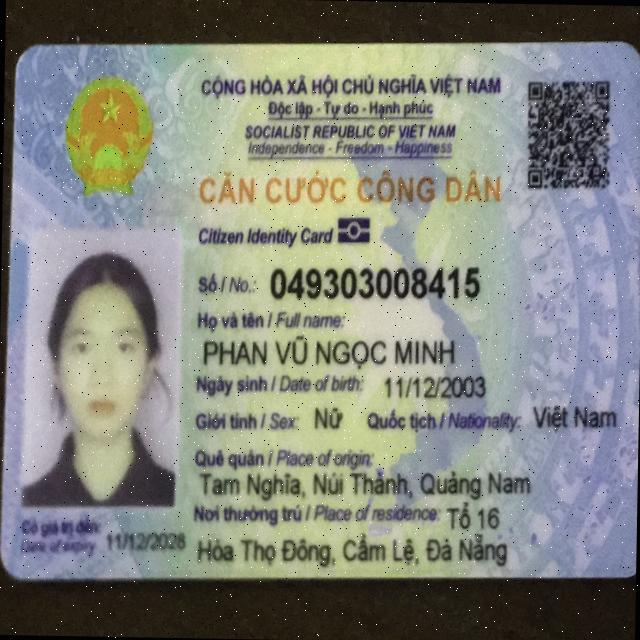 CỘNG HÒA XÃ HỘI CHỦ NGHĨA VIỆT NAM
Độc lập - Tự do - Hạnh phúc
SOCIALIST REPUBLIC OF VIỆT NAM
Independence - Freedom - Happiness
CĂN CƯỚC CÔNG DÂN
Citizen Identity Card
Số / No.: 049303008415
Họ và tên / Full name:
PHAN VŨ NGỌC MINH
Ngày sinh / Date of birth: 11/12/2003
Giới tính / Sex: Nữ Quốc tịch / Nationality: Việt Nam
Quê quán / Place of origin:
Tam Nghĩa, Núi Thành, Quảng Nam
Nơi thường trú / Place of residence: Tổ 16
Hòa Thọ Đông, Cẩm Lệ, Đà Nẵng
Có giá trị đến:
Date of expiry 11/12/2028